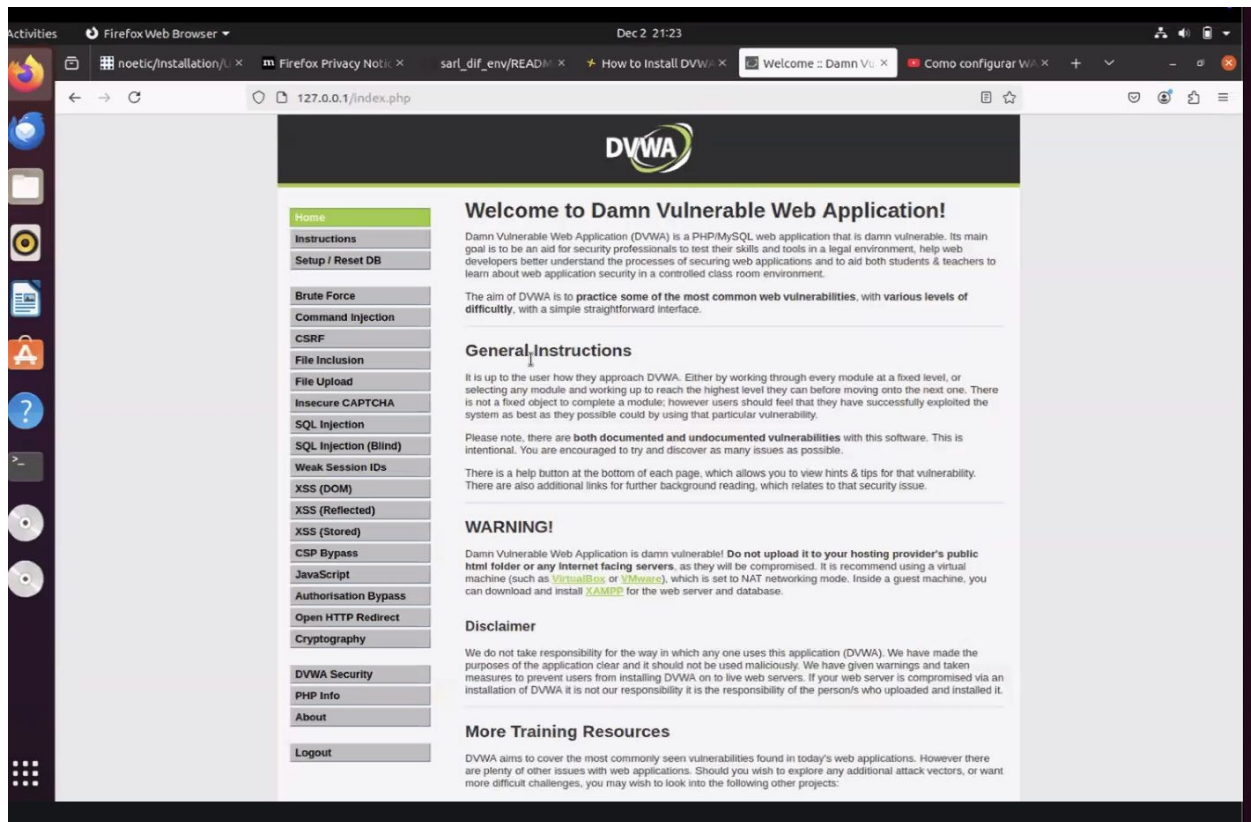 Activities
Firefox Web Browser
Dec 2 21:23
noetic/Installation/U
Firefox Privacy Notic
sarl_dif_env/READM
How to Install DVWA
Welcome :: Damn Vu
Como configurar WA
127.0.0.1/index.php
DVWA
Home
Instructions
Setup / Reset DB
Brute Force
Command Injection
CSRF
File Inclusion
File Upload
Insecure CAPTCHA
SQL Injection
SQL Injection (Blind)
Weak Session IDs
XSS (DOM)
XSS (Reflected)
XSS (Stored)
CSP Bypass
JavaScript
Authorisation Bypass
Open HTTP Redirect
Cryptography
DVWA Security
PHP Info
About
Logout
Welcome to Damn Vulnerable Web Application!
Damn Vulnerable Web Application (DVWA) is a PHP/MySQL web application that is damn vulnerable. Its main
goal is to be an aid for security professionals to test their skills and tools in a legal environment, help web
developers better understand the processes of securing web applications and to aid both students & teachers to
learn about web application security in a controlled class room environment.
The aim of DVWA is to practice some of the most common web vulnerabilities, with various levels of
difficultly, with a simple straightforward interface.
General Instructions
It is up to the user how they approach DVWA. Either by working through every module at a fixed level, or
selecting any module and working up to reach the highest level they can before moving onto the next one. There
is not a fixed object to complete a module; however users should feel that they have successfully exploited the
system as best as they possible could by using that particular vulnerability.
Please note, there are both documented and undocumented vulnerabilities with this software. This is
intentional. You are encouraged to try and discover as many issues as possible.
There is a help button at the bottom of each page, which allows you to view hints & tips for that vulnerability.
There are also additional links for further background reading, which relates to that security issue.
WARNING!
Damn Vulnerable Web Application is damn vulnerable! Do not upload it to your hosting provider's public
html folder or any Internet facing servers, as they will be compromised. It is recommend using a virtual
machine (such as VirtualBox or VMware), which is set to NAT networking mode. Inside a guest machine, you
can download and install XAMPP for the web server and database.
Disclaimer
We do not take responsibility for the way in which any one uses this application (DVWA). We have made the
purposes of the application clear and it should not be used maliciously. We have given warnings and taken
measures to prevent users from installing DVWA on to live web servers. If your web server is compromised via an
installation of DVWA it is not our responsibility it is the responsibility of the person/s who uploaded and installed it.
More Training Resources
DVWA aims to cover the most commonly seen vulnerabilities found in today's web applications. However there
are plenty of other issues with web applications. Should you wish to explore any additional attack vectors, or want
more difficult challenges, you may wish to look into the following other projects: